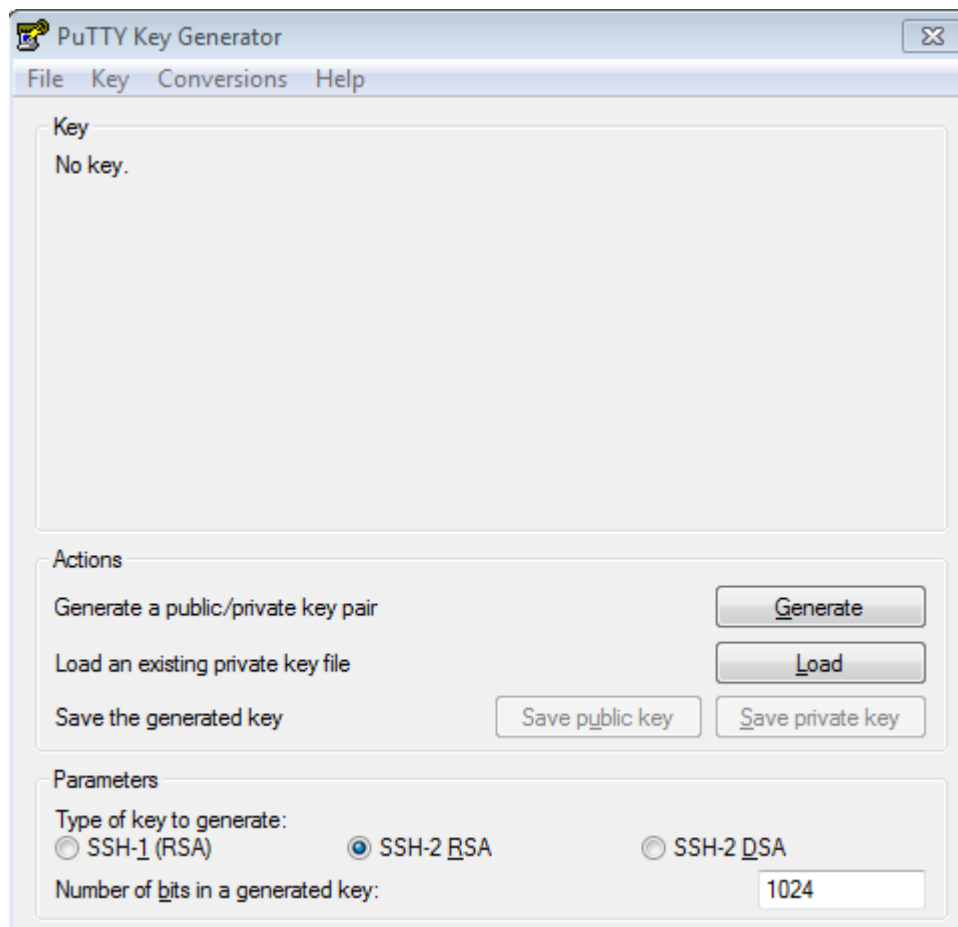 PuTTY Key Generator
File Key Conversions Help
Key
No key.
Actions
Generate a public/private key pair Generate
Load an existing private key file Load
Save the generated key Save public key Save private key
Parameters
Type of key to generate:
SSH-1 (RSA) SSH-2 RSA SSH-2 DSA
Number of bits in a generated key: 1024